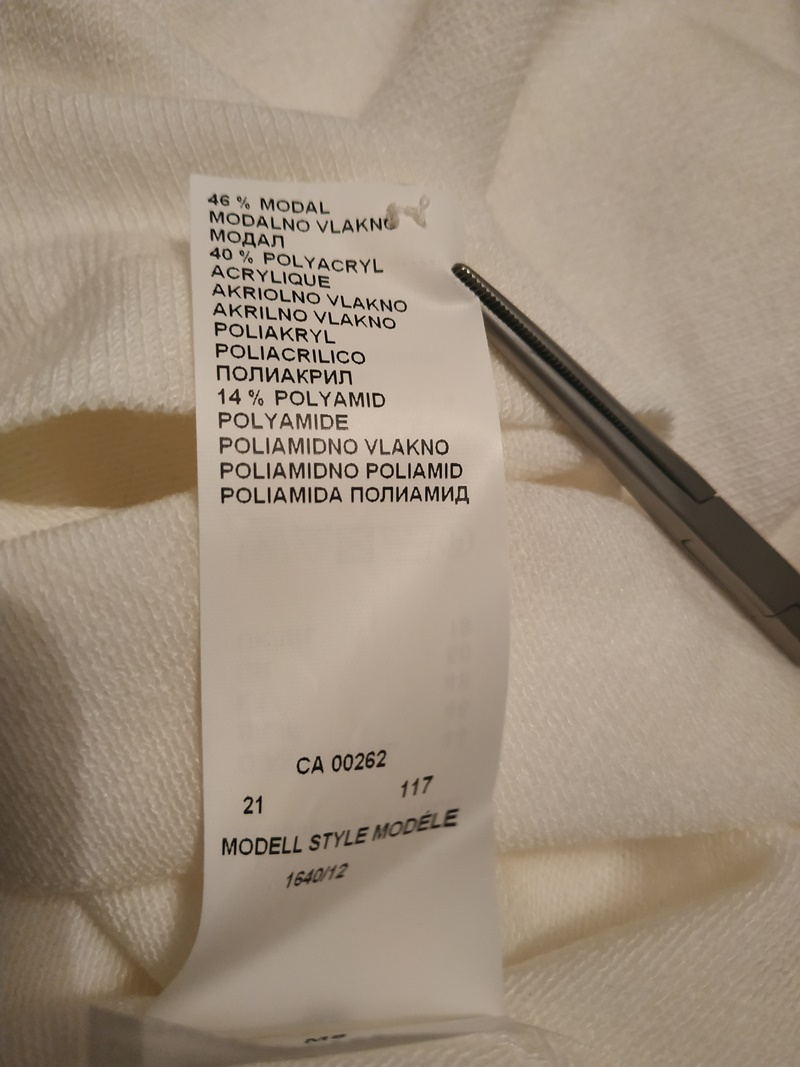 46 % MODAL
MODALNO VLAKNO
МОДАЛ
40 % POLYACRYL
ACRYLIQUE
AKRIOLNO VLAKNO
AKRILNO VLAKNO
POLIAKRYL
POLIACRILICO
ПОЛИАКРИЛ
14 % POLYAMID
POLYAMIDE
POLIAMIDNO VLAKNO
POLIAMIDNO POLIAMID
POLIAMIDA ПОЛИАМИД
CA 00262
21 117
MODELL STYLE MODÈLE
1640/12